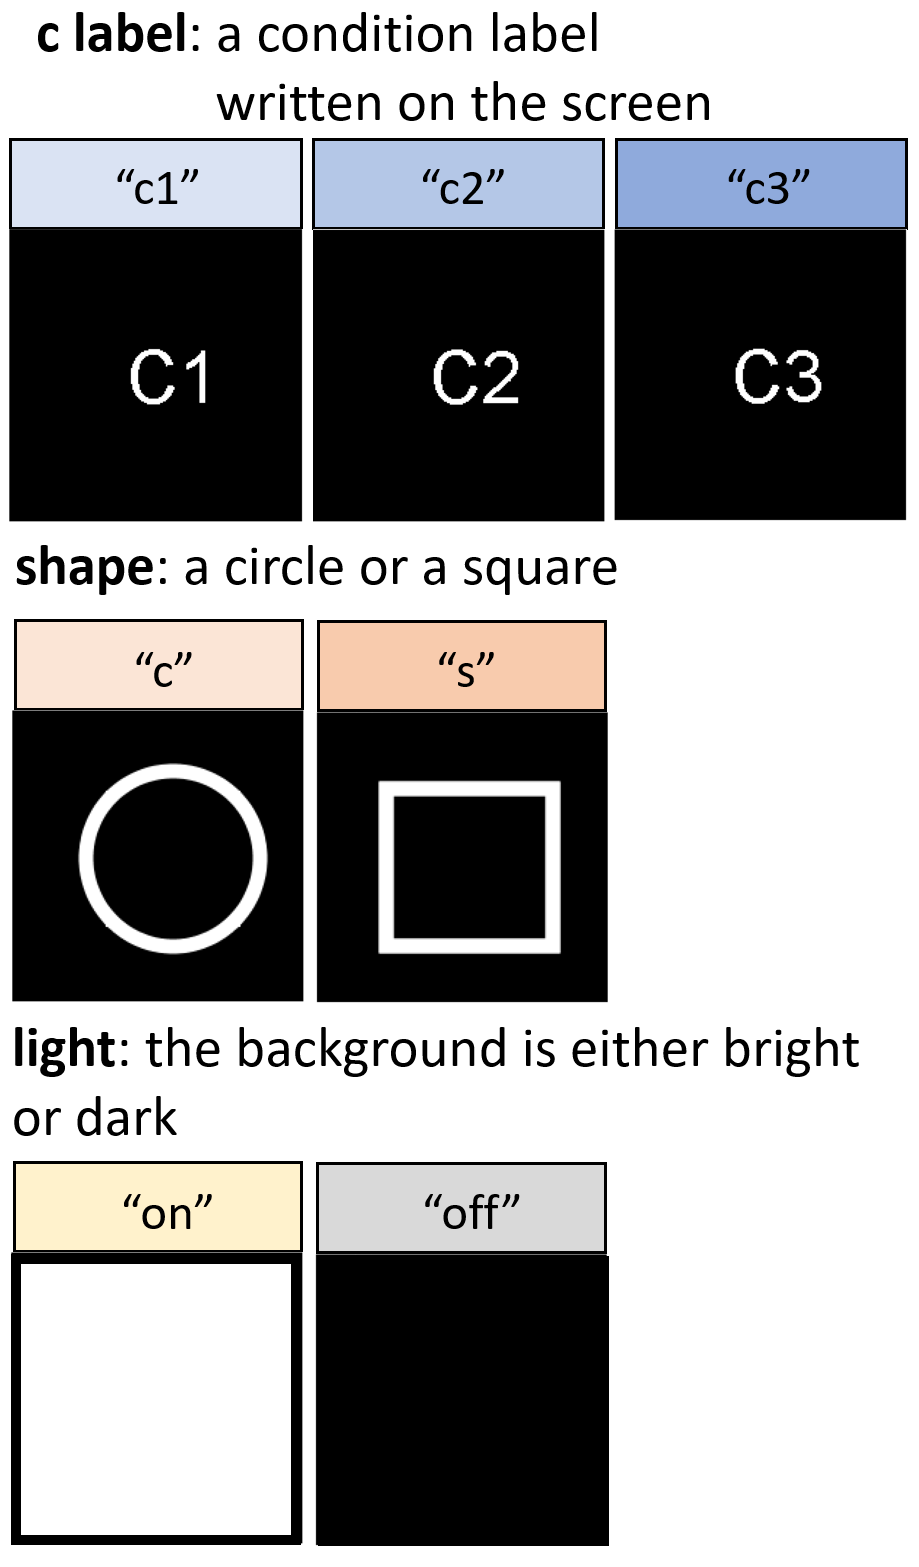 c label: a condition label
written on the screen
“c1” “c2” “c3”
C1 C2 C3
shape: a circle or a square
“c” “s”
light: the background is either bright
or dark
“on” “off”